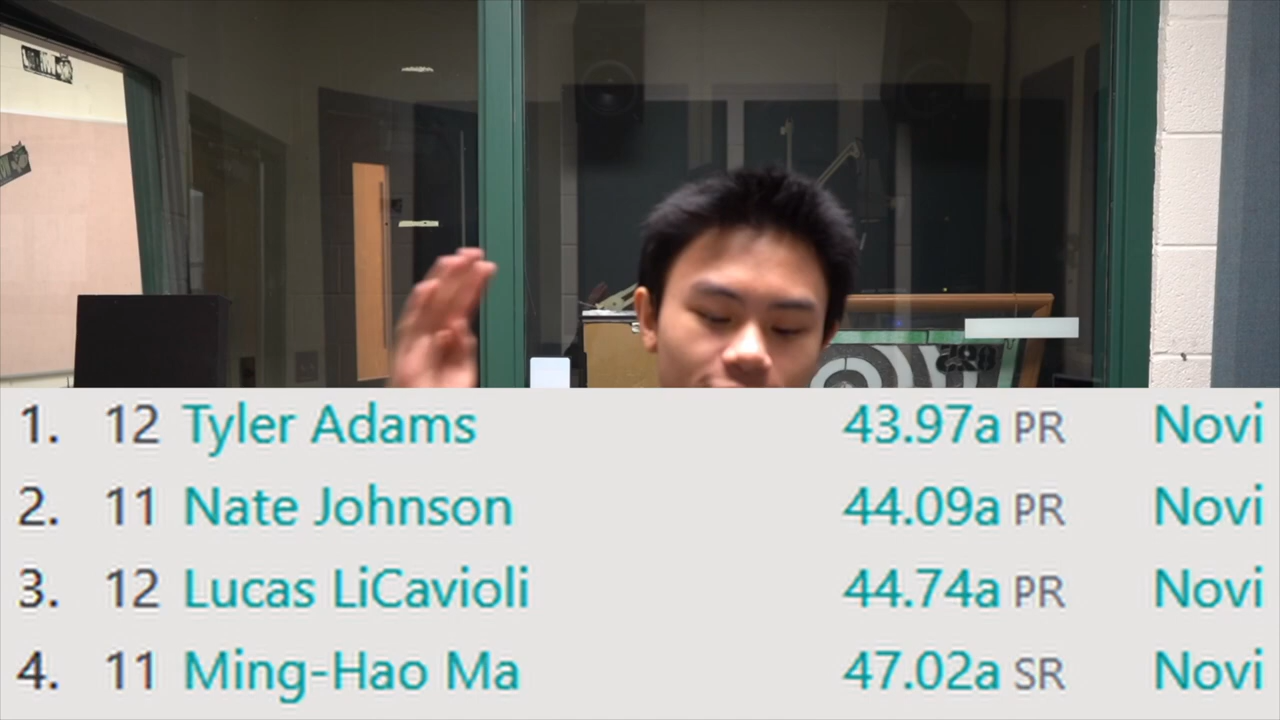 1. 12 Tyler Adams 43.97a PR Novi
2. 11 Nate Johnson 44.09a PR Novi
3. 12 Lucas LiCavioli 44.74a PR Novi
4. 11 Ming-Hao Ma 47.02a SR Novi